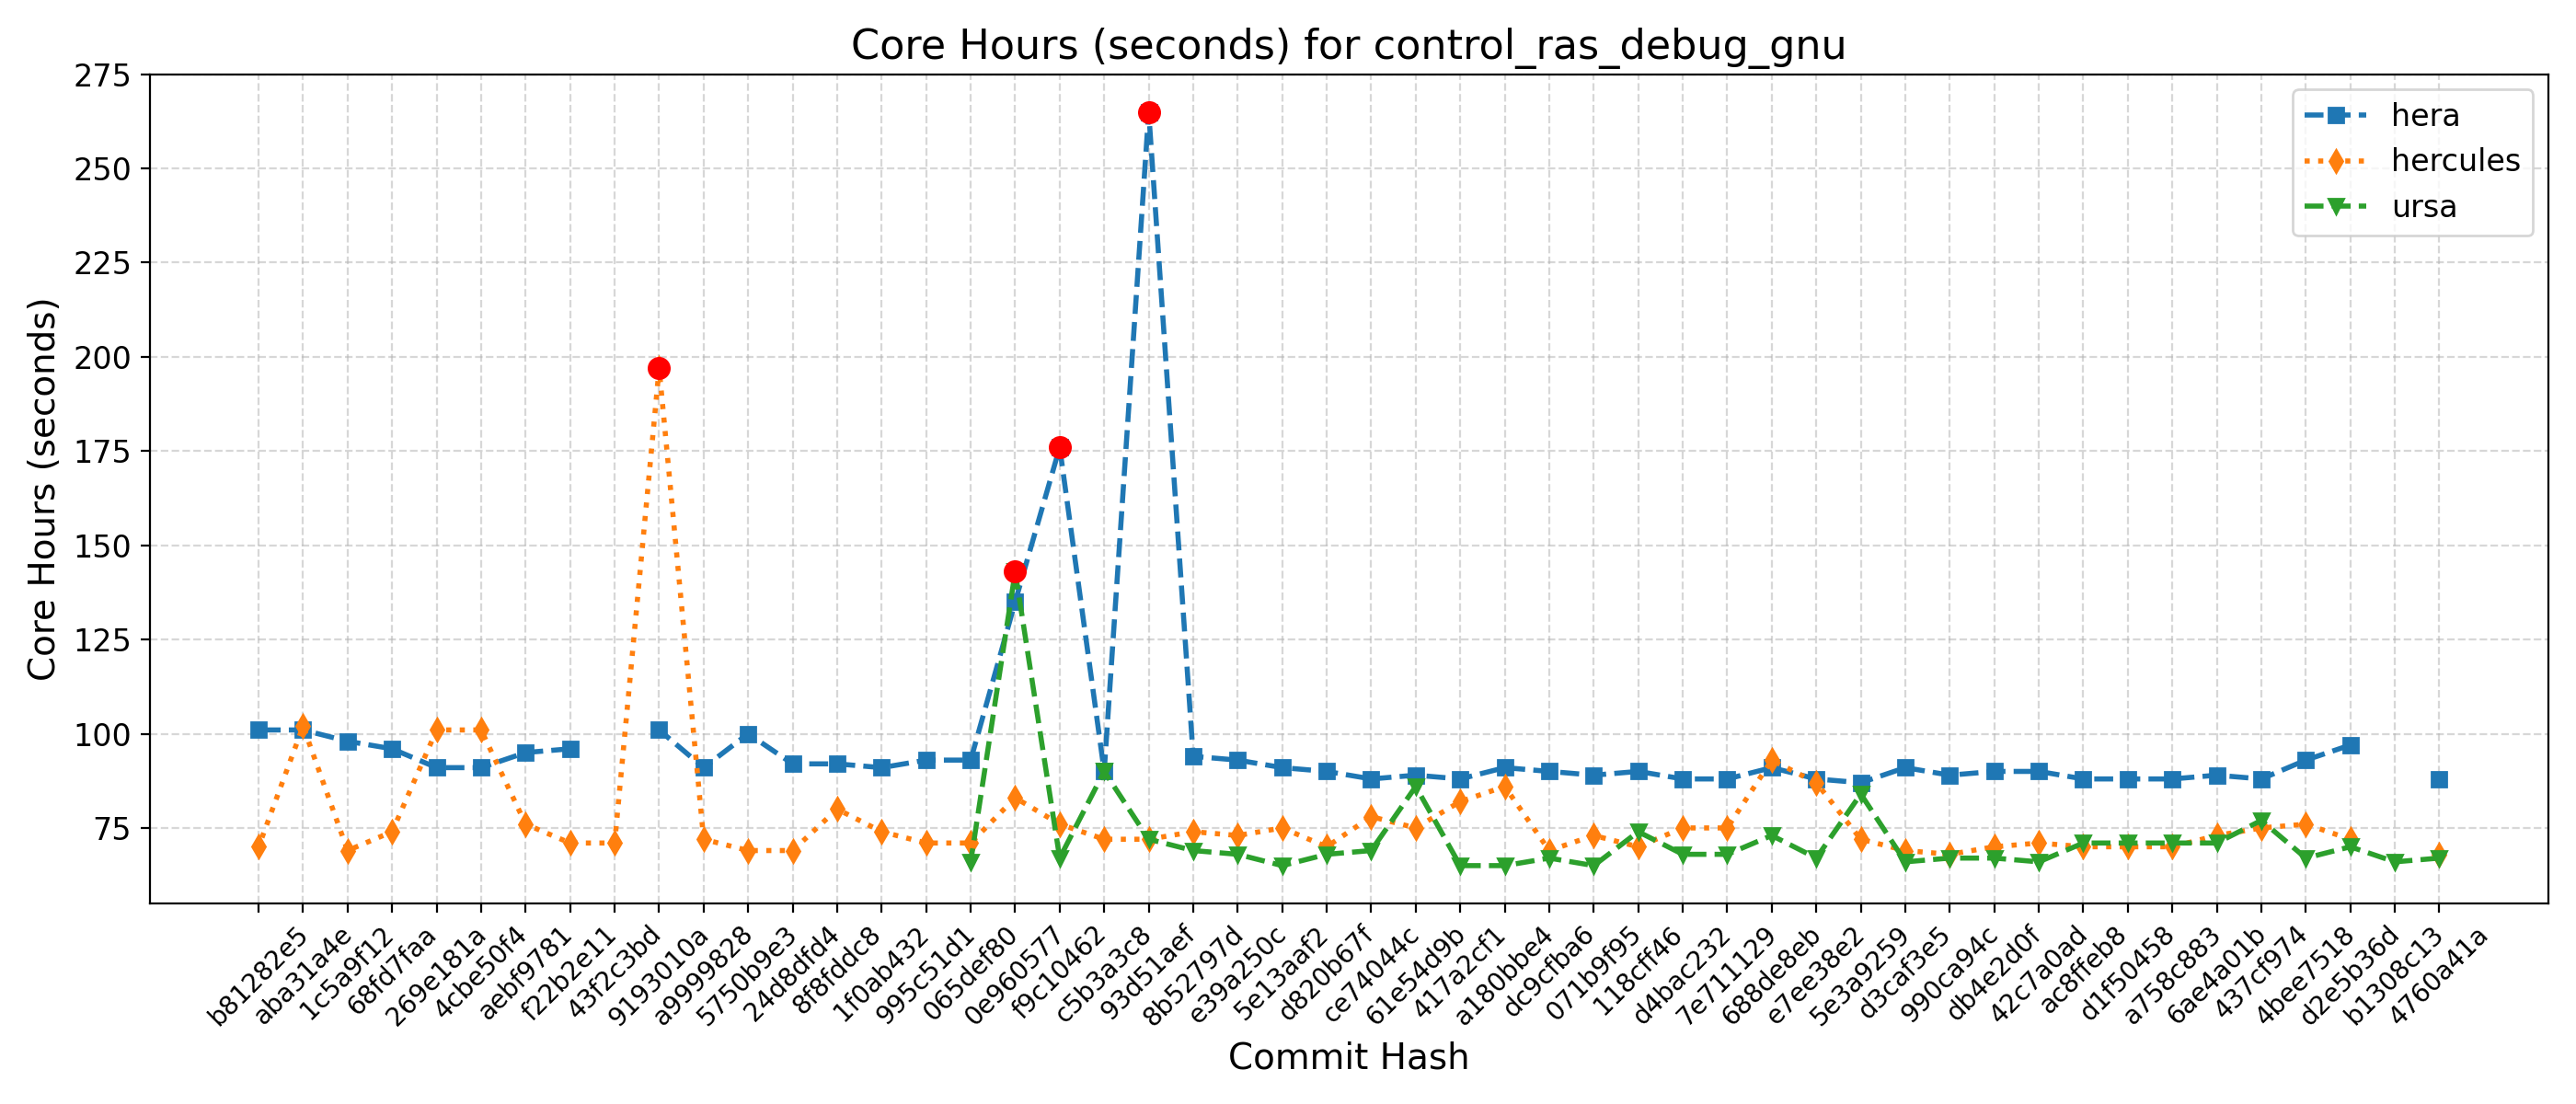 Core Hours (seconds) for control_ras_debug_gnu
Core Hours (seconds)
275
250
225
200
175
150
125
100
75
hera
hercules
ursa
b81282e5
aba31a4e
1c5a9f12
68fd7faa
269e181a
4cbe50f4
aebf9781
f22b2e11
43f2c3bd
9193010a
a9999828
5750b9e3
24d8dfd4
8f8fddc8
1f0ab432
995c51d1
065def80
0e960577
f9c10462
c5b3a3c8
93d51aef
8b52797d
e39a250c
5e13aaf2
d820b67f
ce74044c
61e54d9b
417a2cf1
a180bbe4
dc9cfba6
071b9f95
118cff46
d4bac232
7e711129
688de8eb
e7ee38e2
5e3a9259
d3caf3e5
990ca94c
db4e2d0f
42c7a0ad
ac8ffeb8
d1f50458
a758c883
6ae4a01b
437cf974
4bee7518
d2e5b36d
b1308c13
4760a41a
Commit Hash